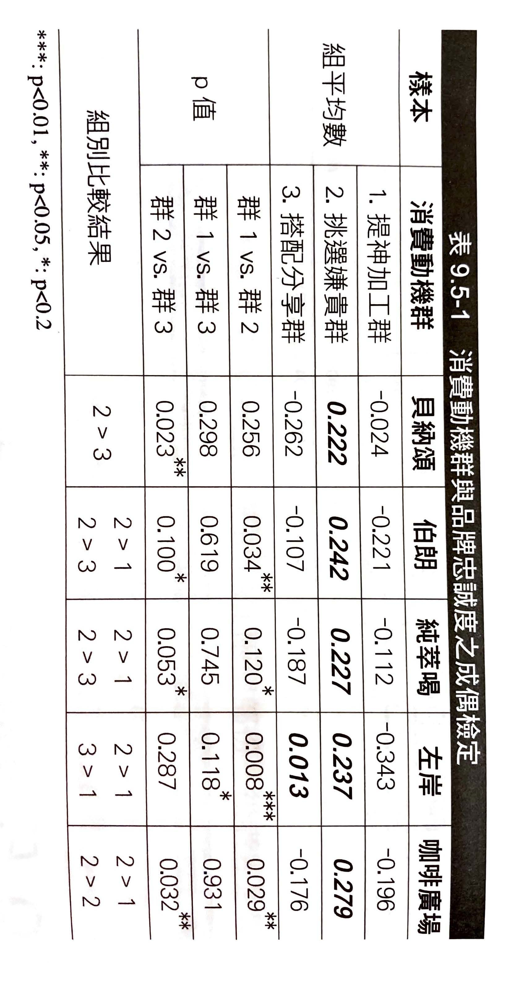 表 9.5-1 消費動機群與品牌忠誠度之成偶檢定
樣本 消費動機群 貝納頌 伯朗 純萃喝 左岸 咖啡廣場
組平均數
1. 提神加工群 -0.024 -0.221 -0.112 -0.343 -0.196
2. 挑選嫌貴群 0.222 0.242 0.227 0.237 0.279
3. 搭配分享群 -0.262 -0.107 -0.187 0.013 -0.176
p 值
群 1 vs. 群 2 0.256 0.034** 0.120* 0.008*** 0.029**
群 1 vs. 群 3 0.298 0.619 0.745 0.118* 0.931
群 2 vs. 群 3 0.023** 0.100* 0.053* 0.287 0.032**
組別比較結果 2 > 3
2 > 1 2 > 1 2 > 1 2 > 1
2 > 3 2 > 3 3 > 1 2 > 2
***: p<0.01, **: p<0.05, *: p<0.2